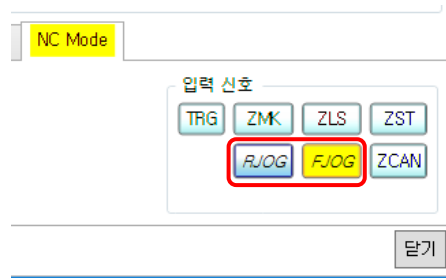 NC Mode
입력 신호
TRG ZMK ZLS ZST
RJOG FJOG ZCAN
닫기